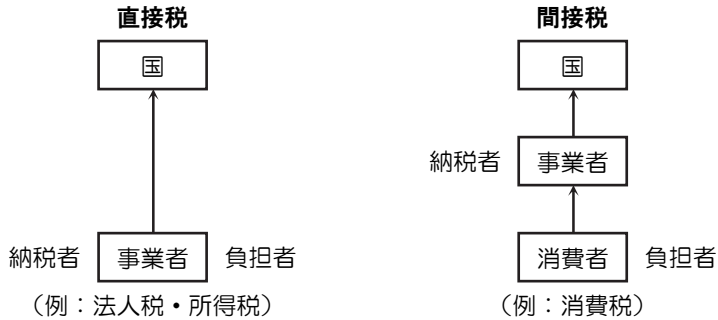 直接税
国
納税者 事業者 負担者
（例：法人税・所得税）
間接税
国
納税者 事業者
消費者 負担者
（例：消費税）